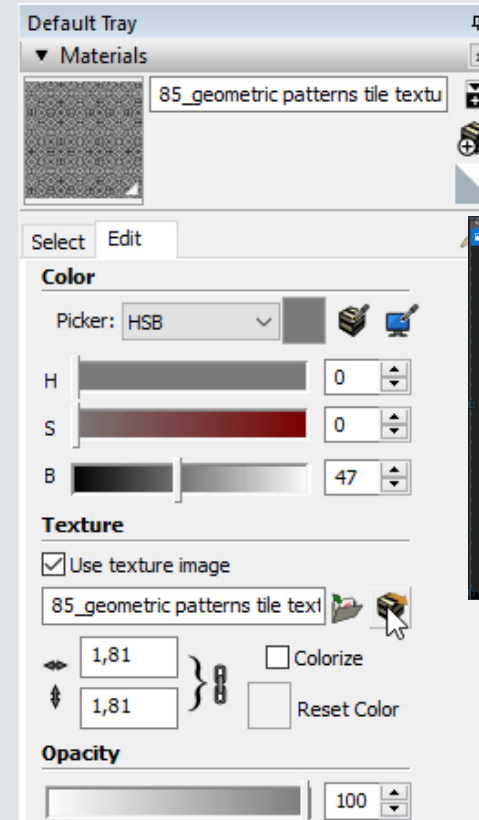 Default Tray
▼ Materials
85_geometric patterns tile textu
Select Edit
Color
Picker: HSB
H 0
S 0
B 47
Texture
Use texture image
85_geometric patterns tile text
1,81
Colorize
1,81
Reset Color
Opacity
100